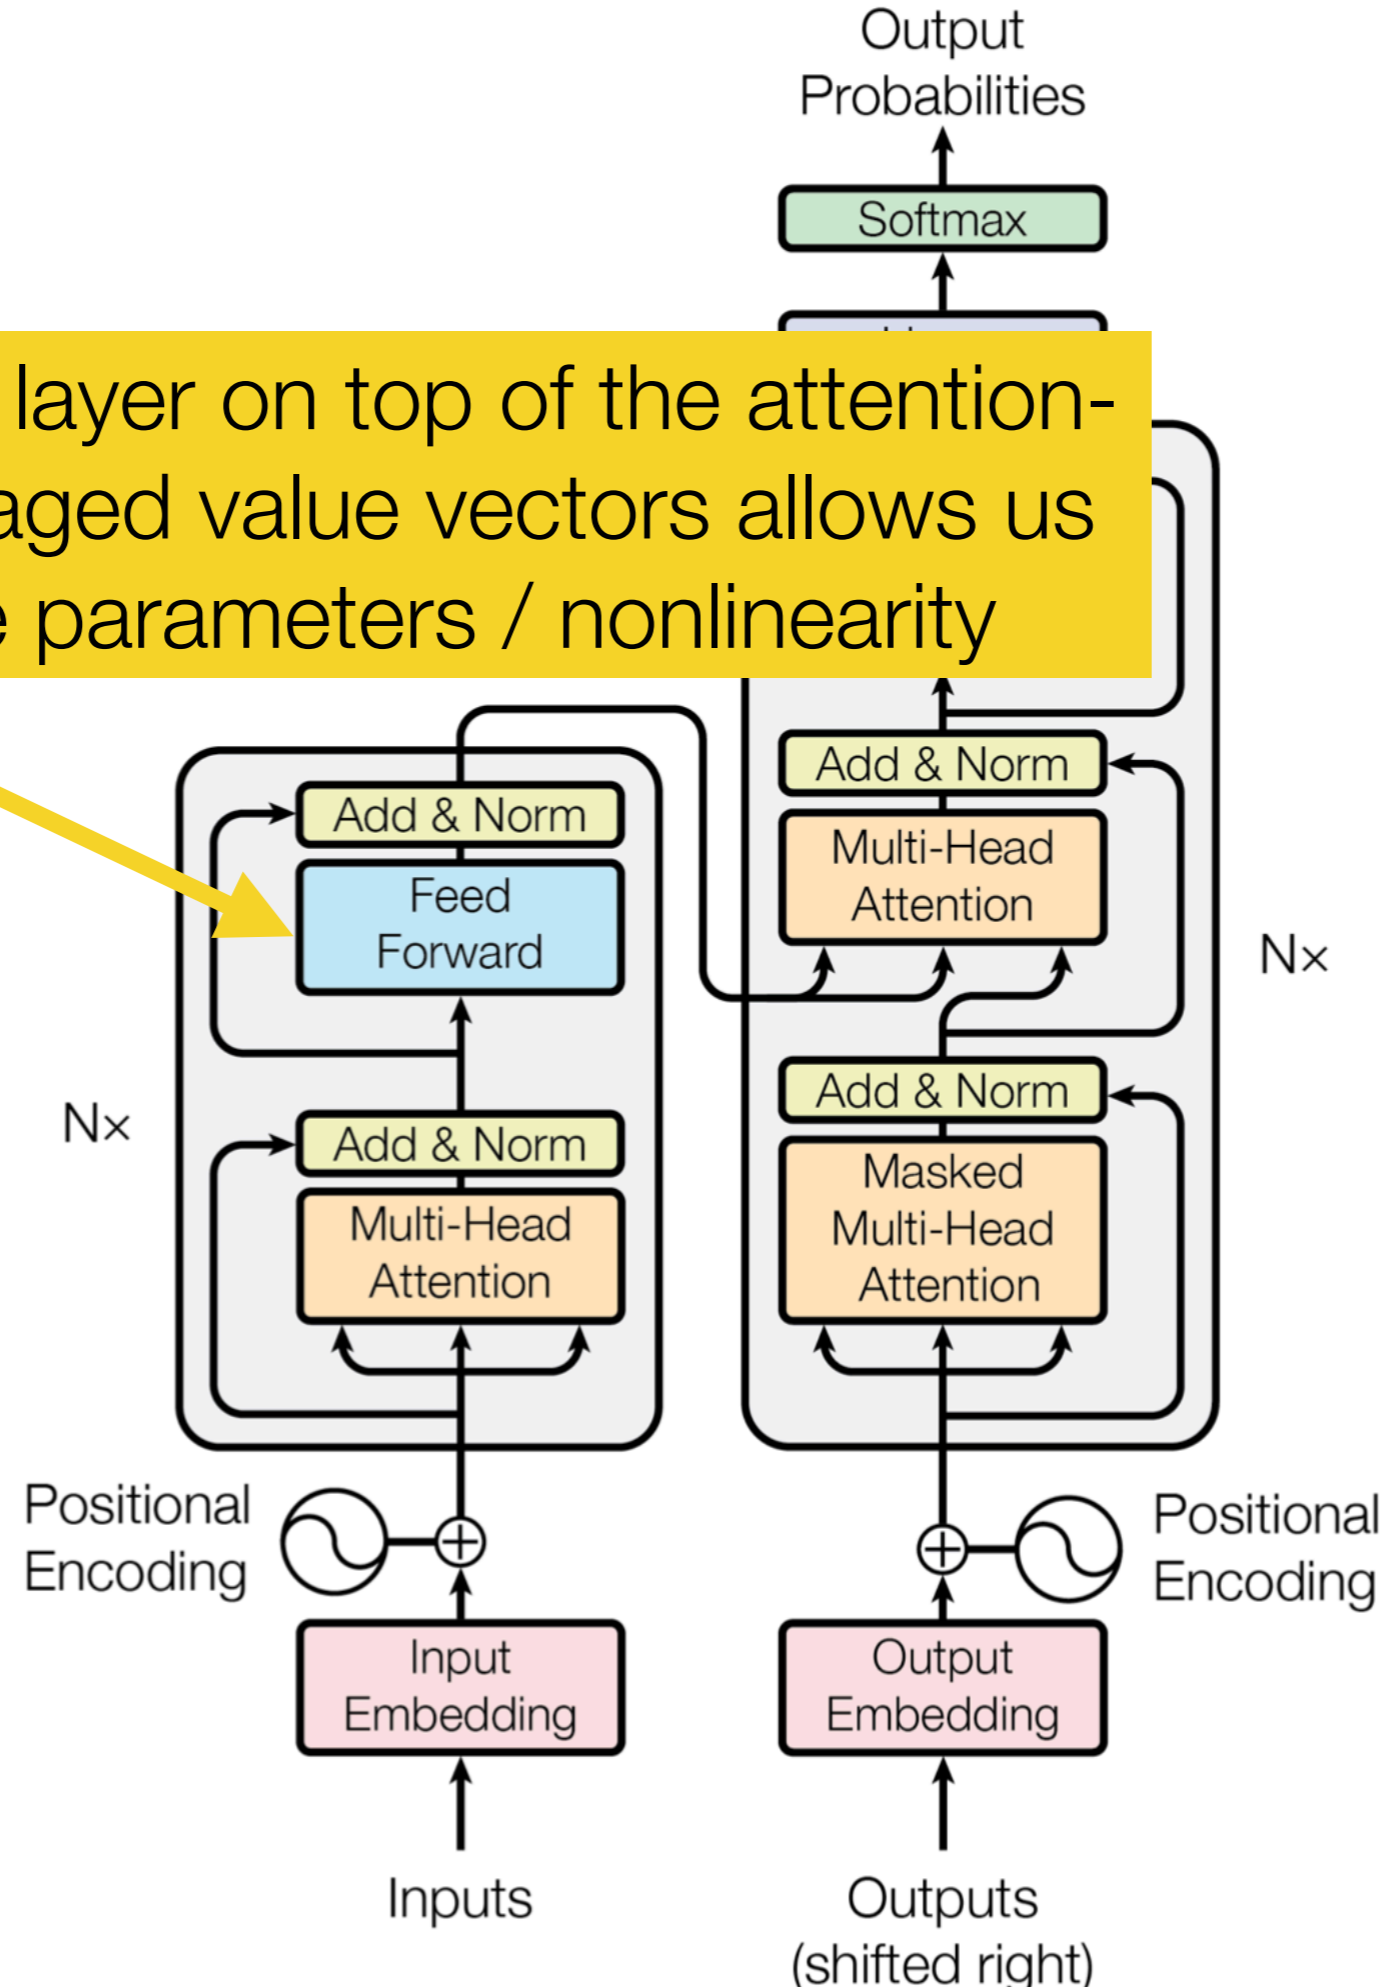 Output
Probabilities
Softmax
layer on top of the attention-
aged value vectors allows us
parameters / nonlinearity
Add & Norm
Multi-Head
Attention
Nx
Add & Norm
Masked
Multi-Head
Attention
Add & Norm
Feed
Forward
Nx
Add & Norm
Multi-Head
Attention
Positional
Encoding
Positional
Encoding
Input
Embedding
Output
Embedding
Inputs
Outputs
(shifted right)